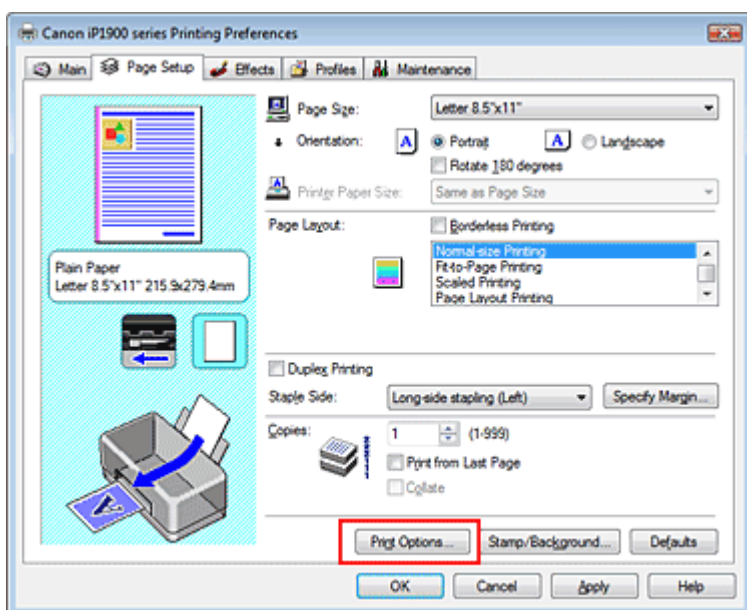 Canon iP1900 series Printing Preferences
Main Page Setup Effects Profiles Maintenance
Page Size: Letter 8.5"x11"
Orientation: A Portrait A Landscape
Rotate 180 degrees
Printer Paper Size: Same as Page Size
Page Layout: Borderless Printing
Normal-size Printing
Fit-to-Page Printing
Scaled Printing
Page Layout Printing
Plain Paper
Letter 8.5"x11" 215.9x279.4mm
Duplex Printing
Staple Side: Long-side stapling (Left) Specify Margin...
Copies: 1 (1-999)
Print from Last Page
Collate
Print Options... Stamp/Background... Defaults
OK Cancel Apply Help